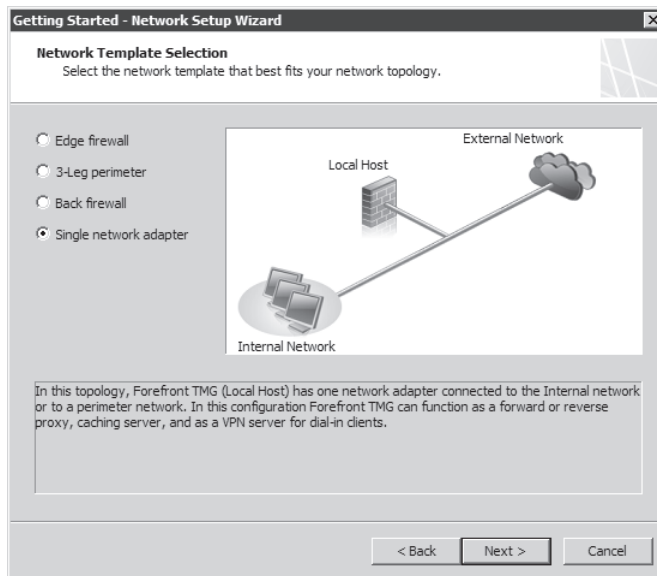 Getting Started - Network Setup Wizard
Network Template Selection
Select the network template that best fits your network topology.
Edge firewall
3-Leg perimeter
Back firewall
Single network adapter
External Network
Local Host
Internal Network
In this topology, Forefront TMG (Local Host) has one network adapter connected to the Internal network
or to a perimeter network. In this configuration Forefront TMG can function as a forward or reverse
proxy, caching server, and as a VPN server for dial-in clients.
< Back
Next >
Cancel